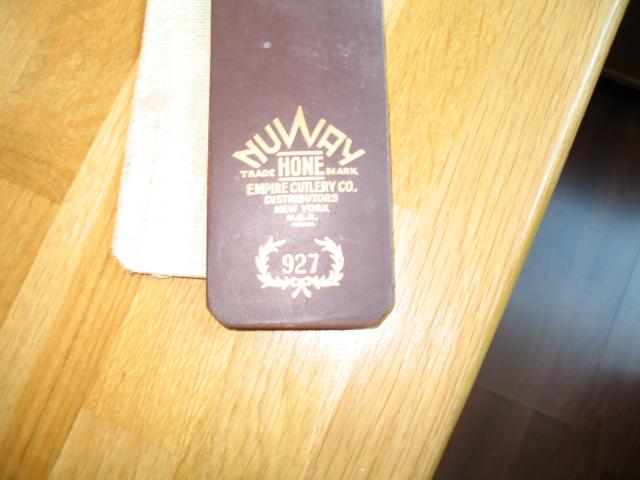 NUWAY
TRADE HONE MARK
EMPIRE CUTLERY CO.
DISTRIBUTORS
NEW YORK
U.S.A.
927